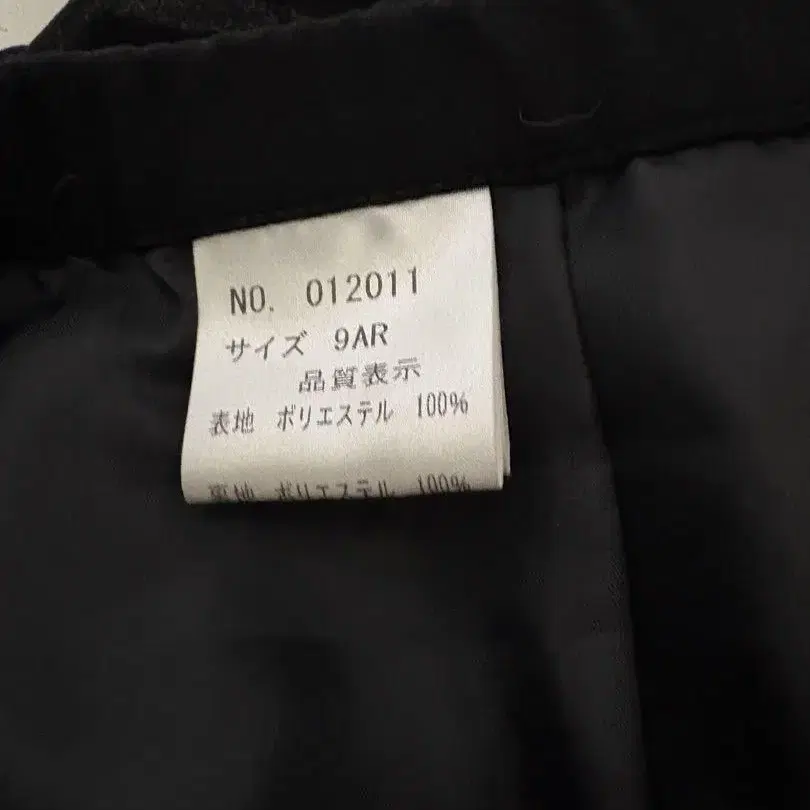 NO. 012011
サイズ 9AR
品質表示
表地 ポリエステル 100%
裏地 ポリエステル 100%